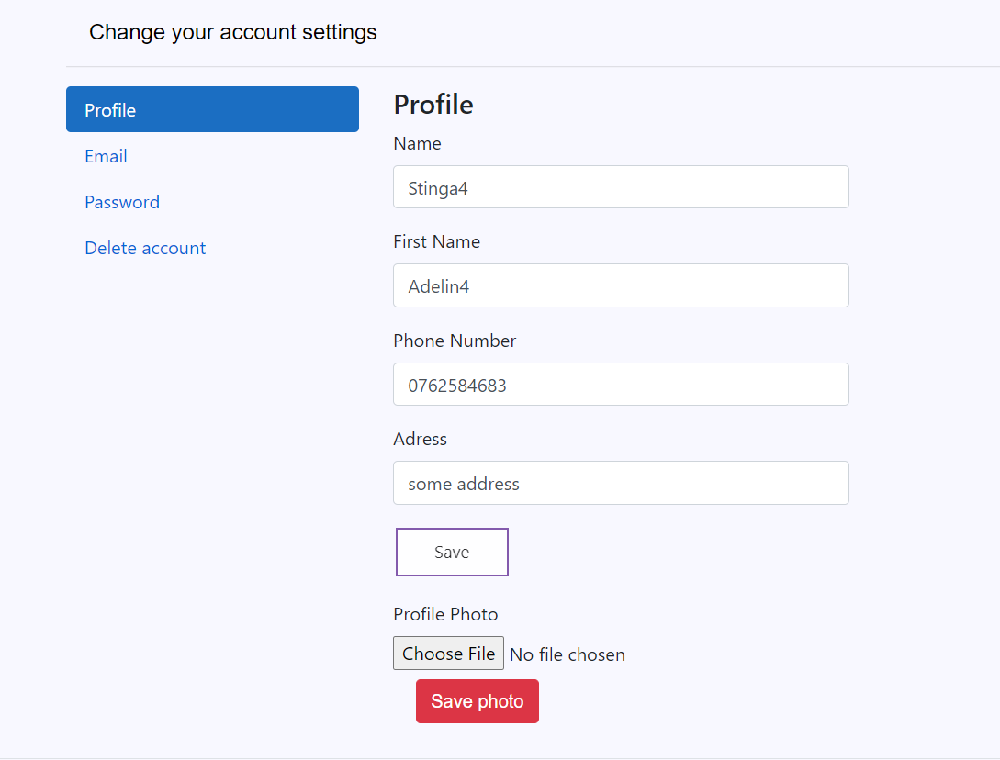 Change your account settings
Profile
Email
Password
Delete account
Profile
Name
Stinga4
First Name
Adelin4
Phone Number
0762584683
Adress
some address
Save
Profile Photo
Choose File No file chosen
Save photo